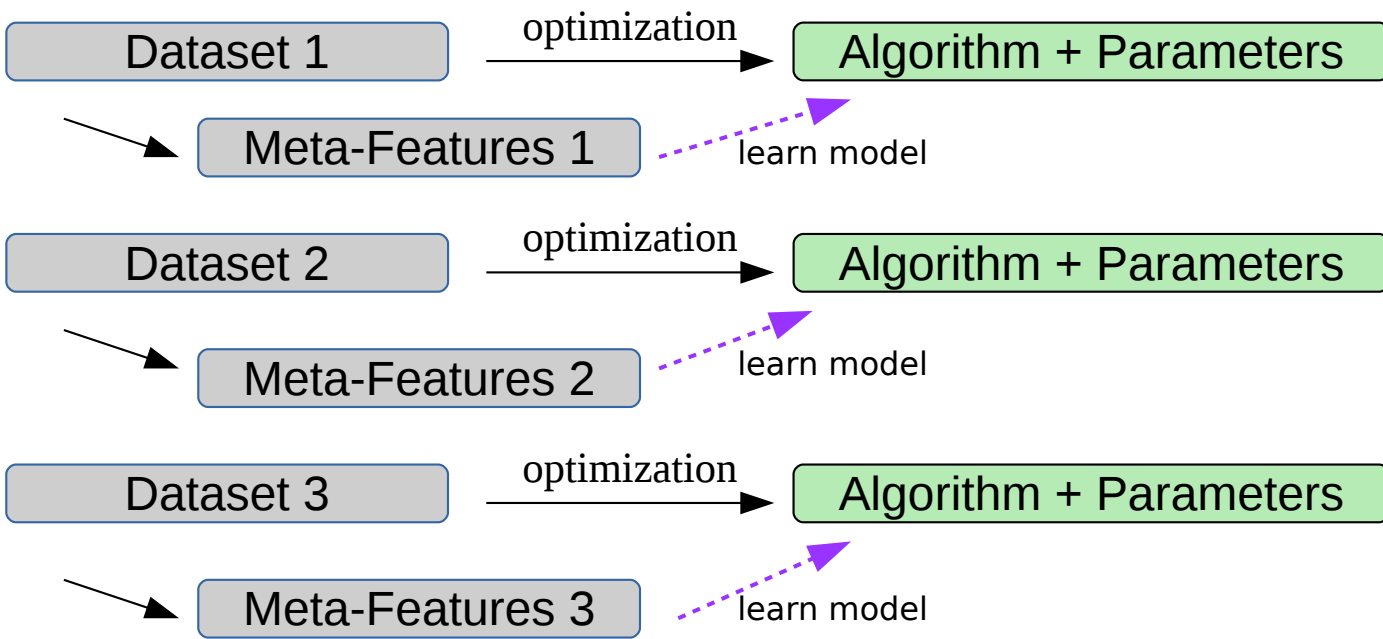 optimization
Dataset 1
Algorithm + Parameters
Meta-Features 1
learn model
optimization
Dataset 2
Algorithm + Parameters
Meta-Features 2
learn model
optimization
Dataset 3
Algorithm + Parameters
Meta-Features 3
learn model